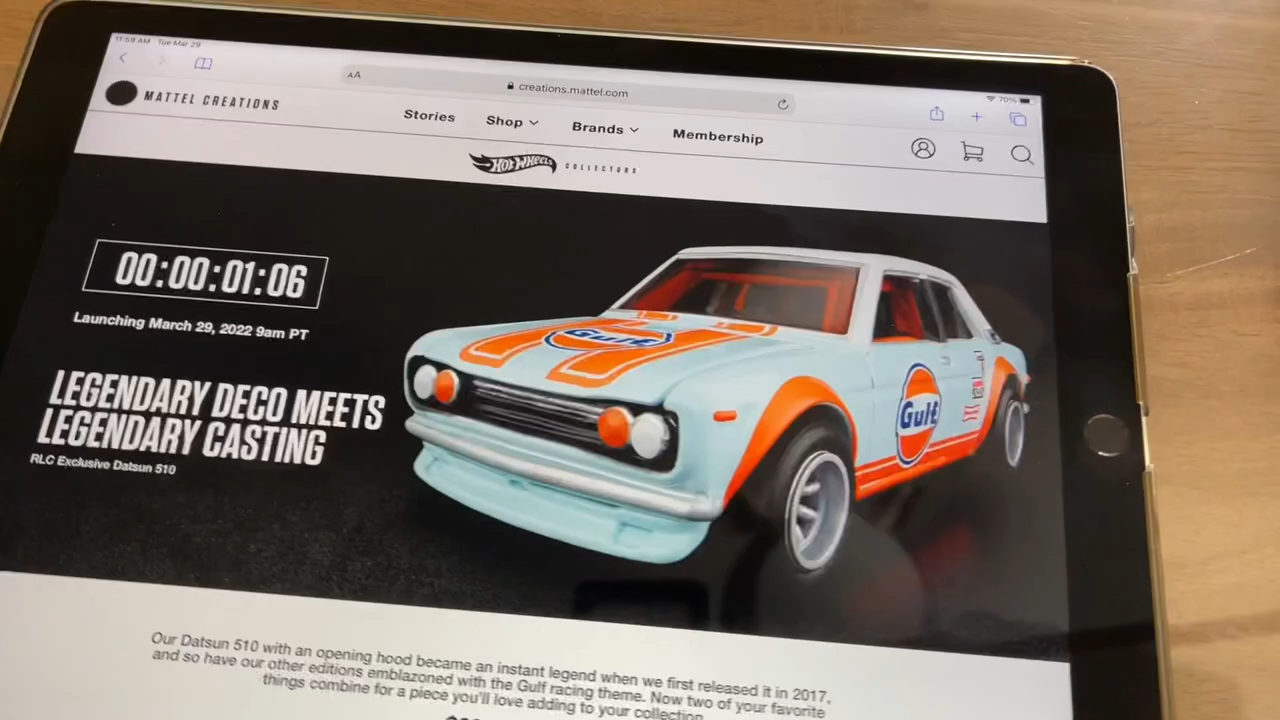 11:59 AM Tue Mar 29
70%
AA
creations.mattel.com
MATTEL CREATIONS
Stories
Shop
Brands
Membership
HOT WHEELS COLLECTORS
00:00:01:06
Launching March 29, 2022 9am PT
LEGENDARY DECO MEETS
LEGENDARY CASTING
RLC Exclusive Datsun 510
Gulf
Gulf
Our Datsun 510 with an opening hood became an instant legend when we first released it in 2017,
and so have our other editions emblazoned with the Gulf racing theme. Now two of your favorite
things combine for a piece you'll love adding to your collection.